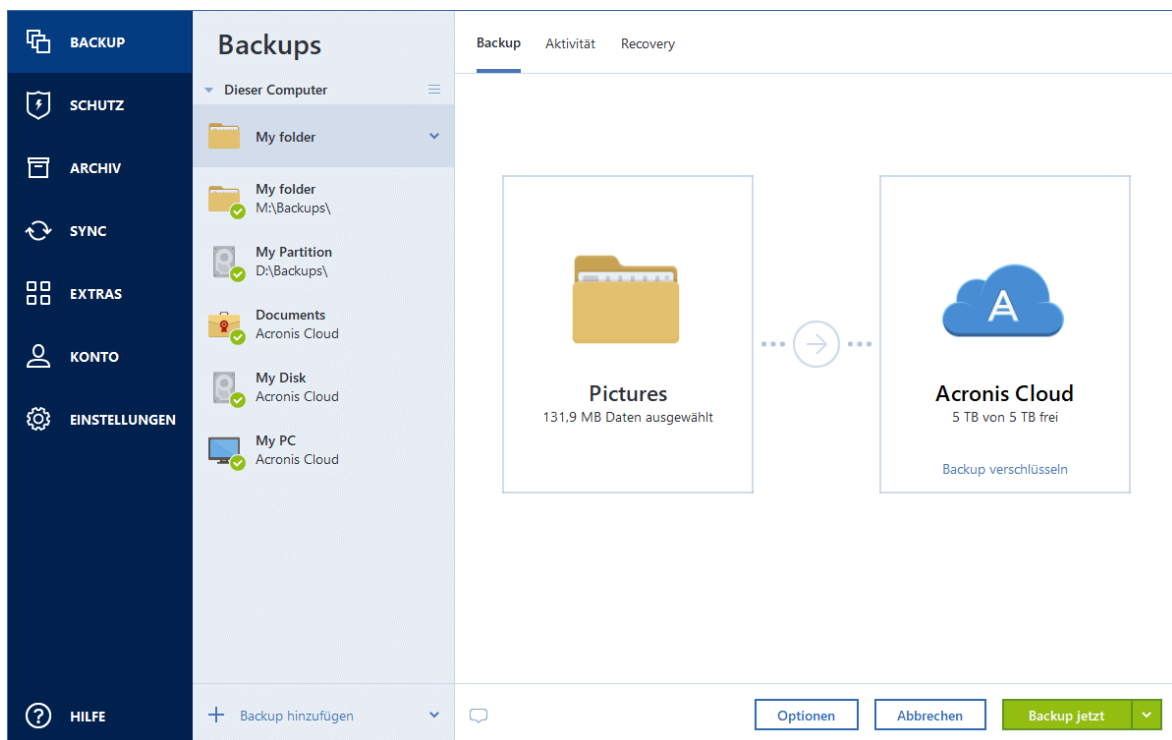 BACKUP
SCHUTZ
ARCHIV
SYNC
EXTRAS
KONTO
EINSTELLUNGEN
HILFE
Backups
Dieser Computer
My folder
My folder
M:\Backups\
My Partition
D:\Backups\
Documents
Acronis Cloud
My Disk
Acronis Cloud
My PC
Acronis Cloud
Backup hinzufügen
Backup Aktivität Recovery
Pictures
131,9 MB Daten ausgewählt
Acronis Cloud
5 TB von 5 TB frei
Backup verschlüsseln
Optionen Abbrechen Backup jetzt